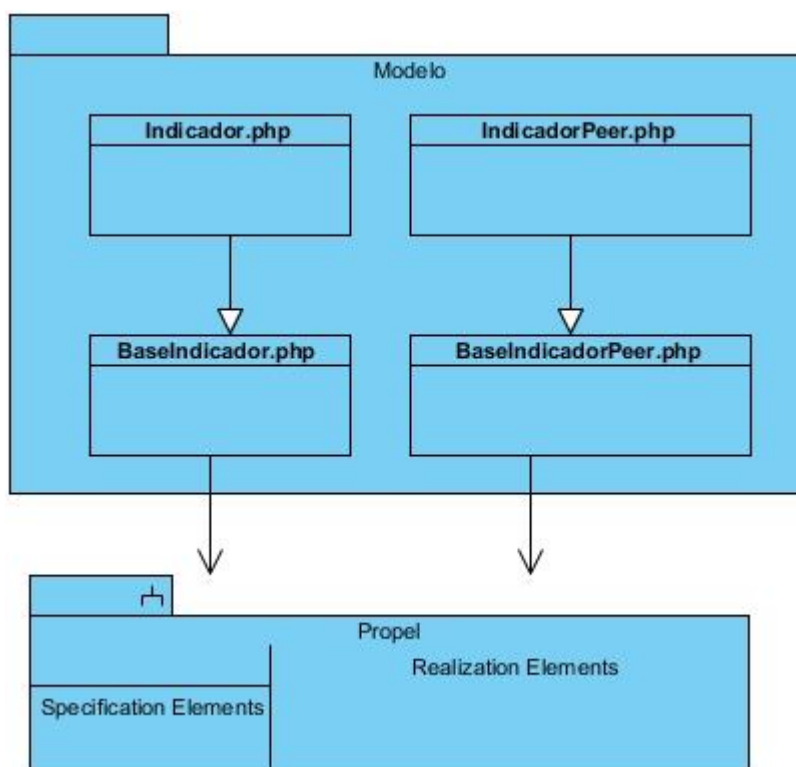 Modelo
Indicador.php
IndicadorPeer.php
BaseIndicador.php
BaseIndicadorPeer.php
Propel
Realization Elements
Specification Elements